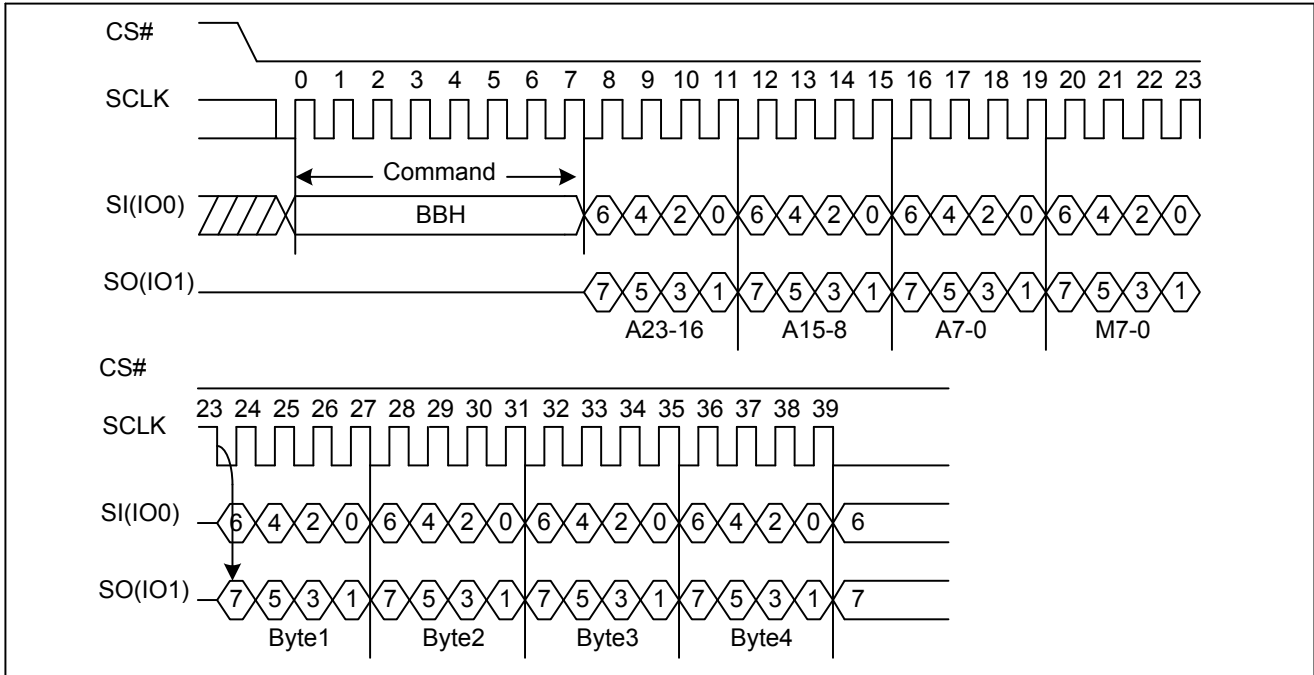 CS#
0 1 2 3 4 5 6 7 8 9 10 11 12 13 14 15 16 17 18 19 20 21 22 23
SCLK
Command
SI(IO0) BBH 6 4 2 0 6 4 2 0 6 4 2 0 6 4 2 0
SO(IO1) 7 5 3 1 7 5 3 1 7 5 3 1 7 5 3 1
A23-16 A15-8 A7-0 M7-0
CS#
23 24 25 26 27 28 29 30 31 32 33 34 35 36 37 38 39
SCLK
SI(IO0) 6 4 2 0 6 4 2 0 6 4 2 0 6 4 2 0 6
SO(IO1) 7 5 3 1 7 5 3 1 7 5 3 1 7 5 3 1 7
Byte1 Byte2 Byte3 Byte4